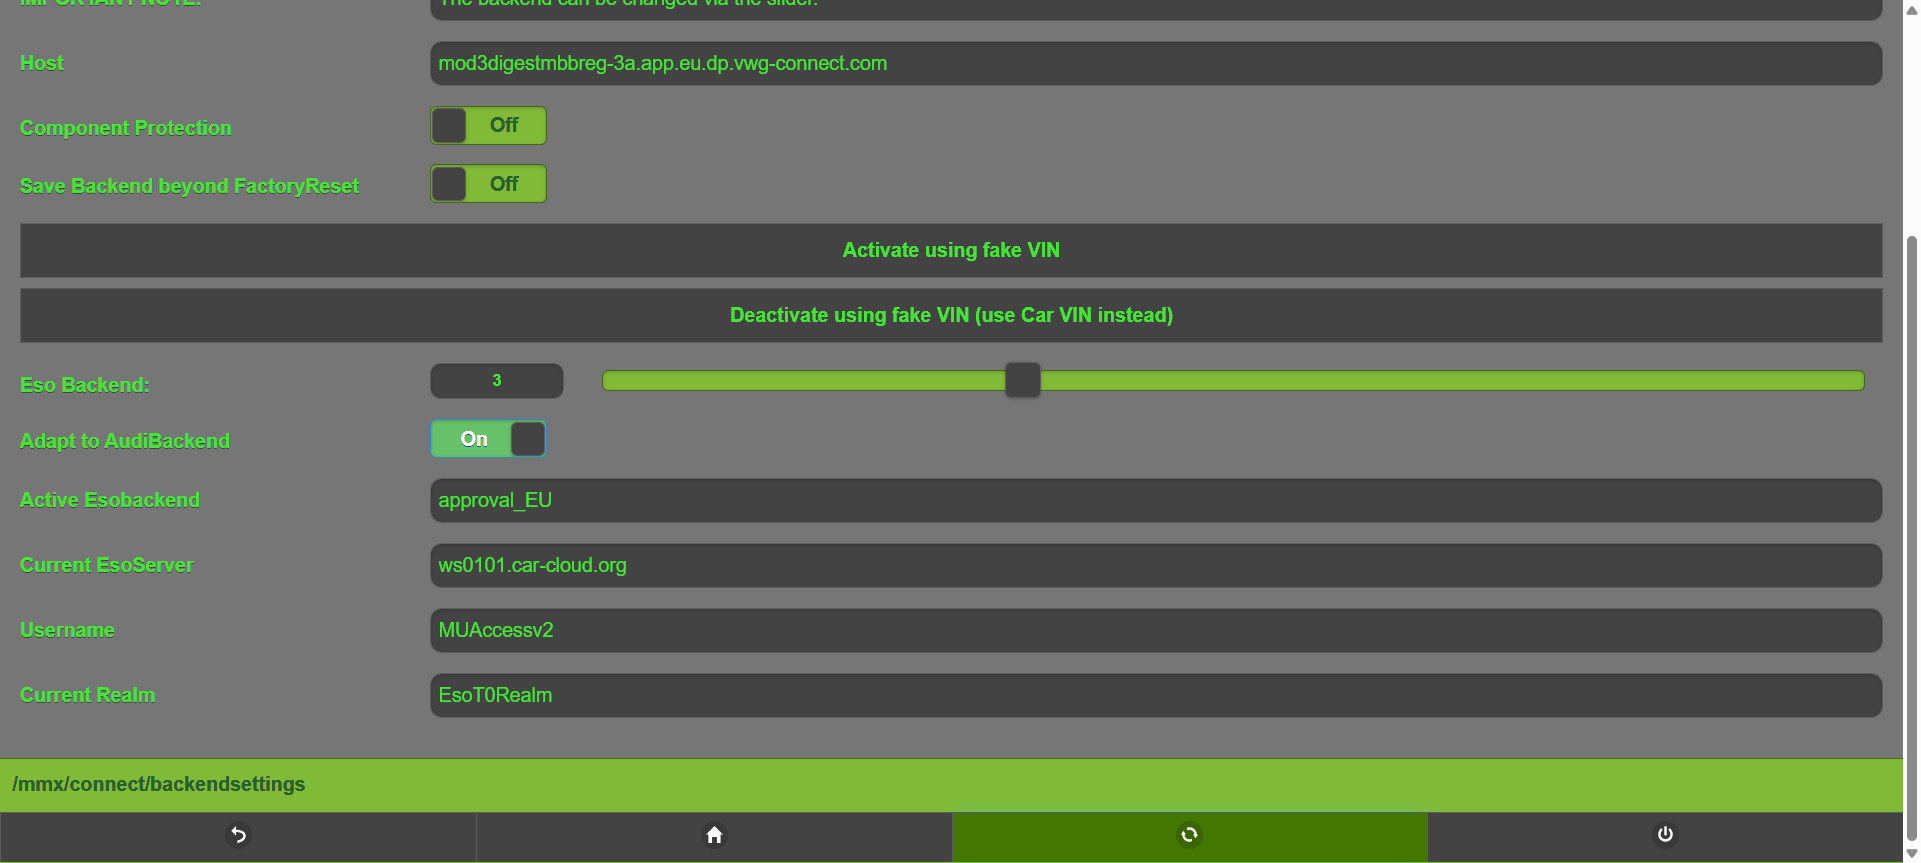 IMPORTANT NOTE: The backend can be changed via the slider.
Host mod3digestmbbreg-3a.app.eu.dp.vwg-connect.com
Component Protection Off
Save Backend beyond FactoryReset Off
Activate using fake VIN
Deactivate using fake VIN (use Car VIN instead)
Eso Backend: 3
Adapt to AudiBackend On
Active Esobackend approval_EU
Current EsoServer ws0101.car-cloud.org
Username MUAccessv2
Current Realm EsoT0Realm
/mmx/connect/backendsettings